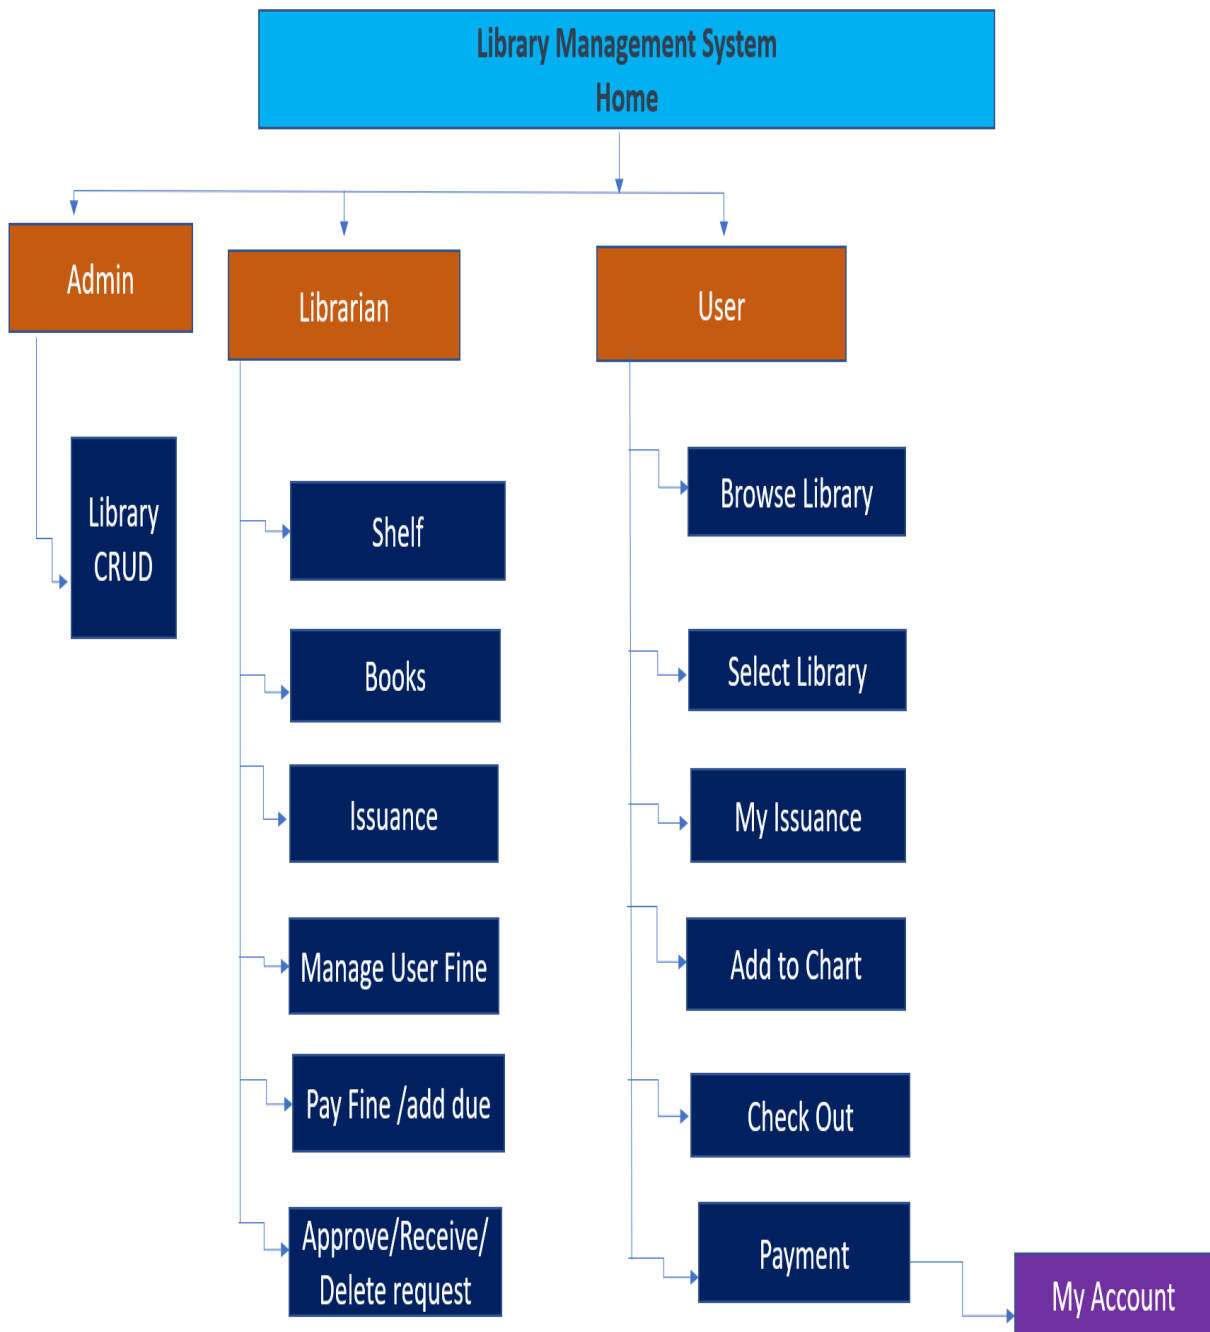 Library Management System
Home
Admin
Librarian
User
Library
CRUD
Shelf
Books
Issuance
Manage User Fine
Pay Fine /add due
Approve/Receive/
Delete request
Browse Library
Select Library
My Issuance
Add to Chart
Check Out
Payment
My Account